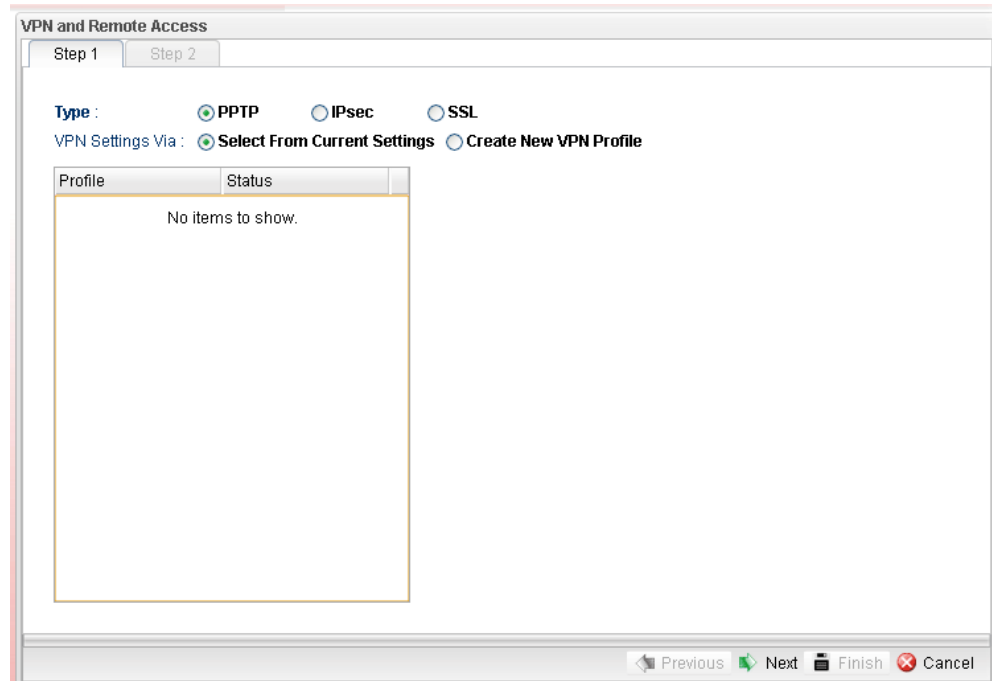 VPN and Remote Access
Step 1 Step 2
Type : PPTP IPsec SSL
VPN Settings Via : Select From Current Settings Create New VPN Profile
Profile Status
No items to show.
Previous Next Finish Cancel